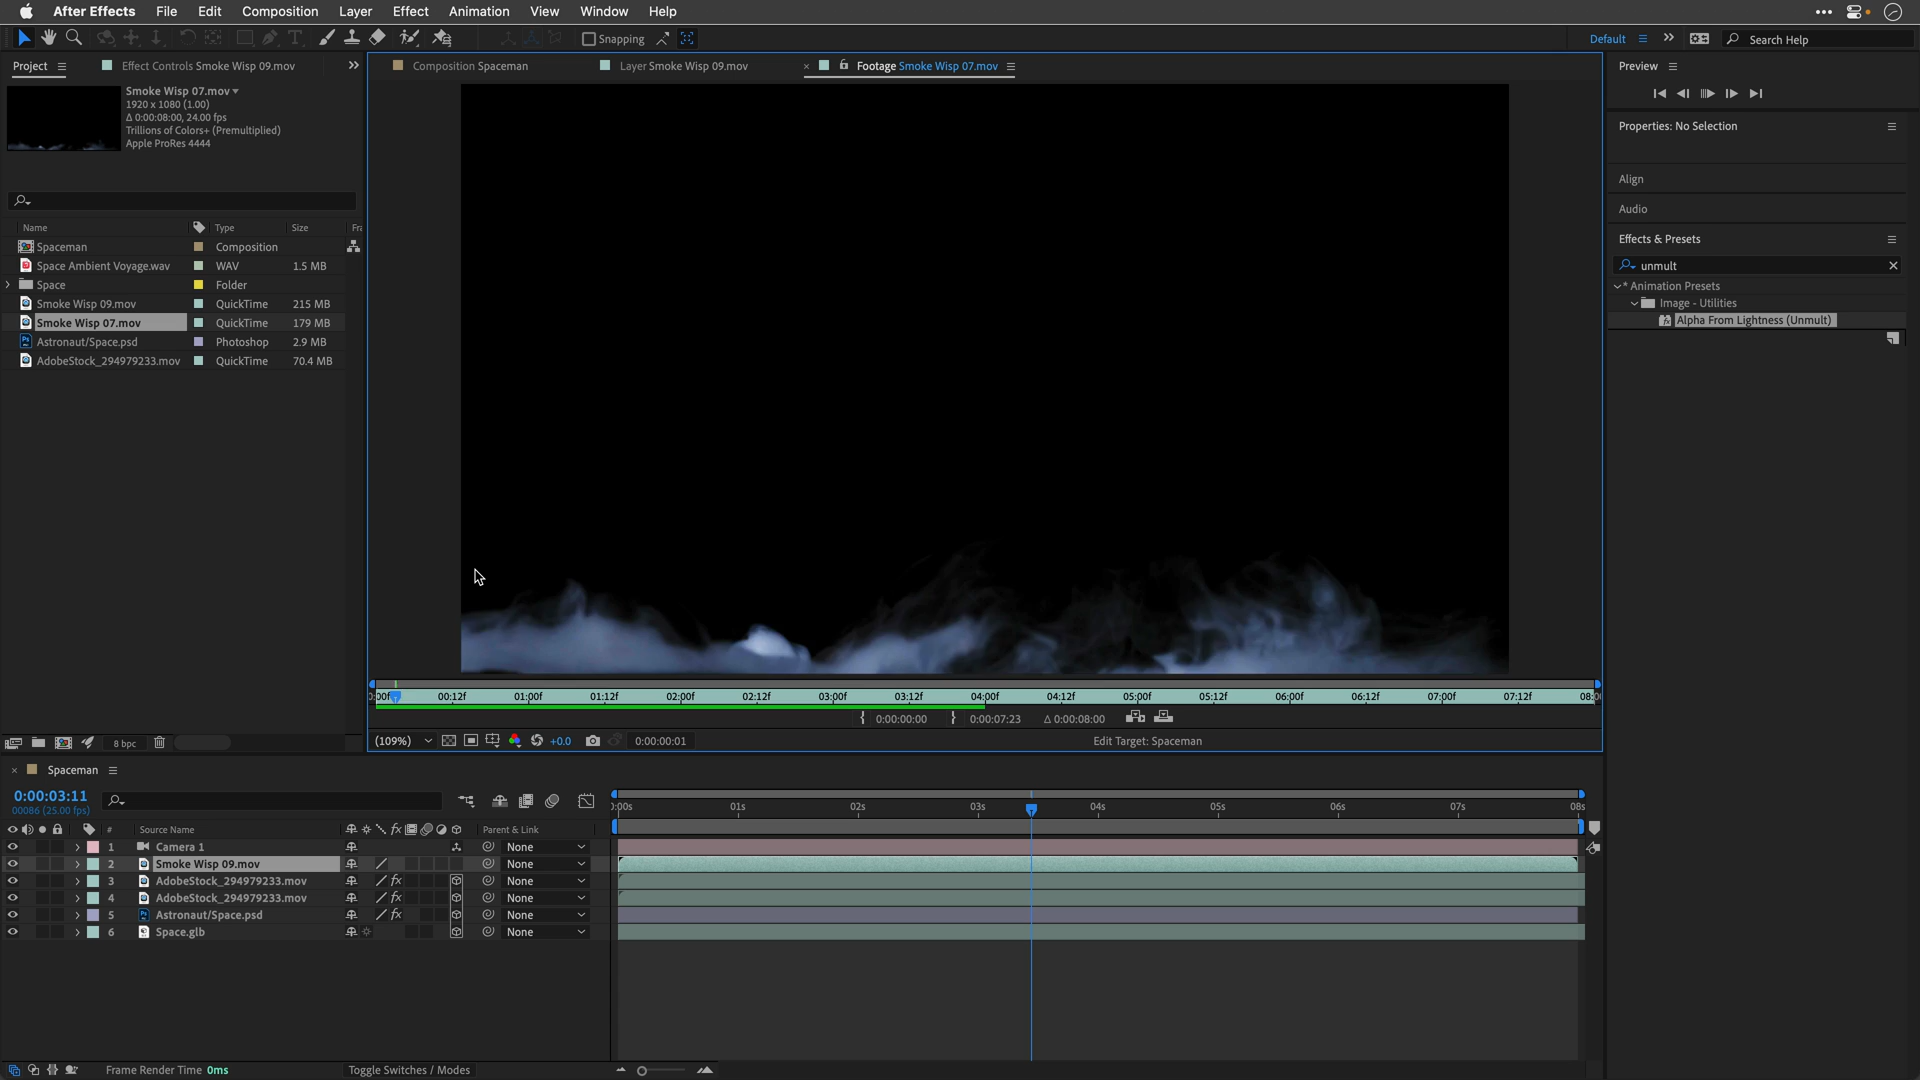 After Effects File Edit Composition Layer Effect Animation View Window Help
Snapping
Default
Search Help
Project
Effect Controls Smoke Wisp 09.mov
Composition Spaceman
Layer Smoke Wisp 09.mov
Footage Smoke Wisp 07.mov
Preview
Smoke Wisp 07.mov
1920 x 1080 (1.00)
Δ 0:00:08:00, 24.00 fps
Trillions of Colors+ (Premultiplied)
Apple ProRes 4444
Properties: No Selection
Align
Audio
Effects & Presets
unmult
* Animation Presets
Image - Utilities
Alpha From Lightness (Unmult)
Name Type Size Fr
Spaceman Composition
Space Ambient Voyage.wav WAV 1.5 MB
Space Folder
Smoke Wisp 09.mov QuickTime 215 MB
Smoke Wisp 07.mov QuickTime 179 MB
Astronaut/Space.psd Photoshop 2.9 MB
AdobeStock_294979233.mov QuickTime 70.4 MB
00:12f 01:00f 01:12f 02:00f 02:12f 03:00f 03:12f 04:00f 04:12f 05:00f 05:12f 06:00f 06:12f 07:00f 07:12f 08:
0:00:00:00 0:00:07:23 Δ 0:00:08:00
8 bpc
(109%) +0.0 0:00:00:01 Edit Target: Spaceman
Spaceman
0:00:03:11
00086 (25.00 fps)
:00s 01s 02s 03s 04s 05s 06s 07s 08s
# Source Name fx Parent & Link
1 Camera 1 None
2 Smoke Wisp 09.mov None
3 AdobeStock_294979233.mov fx None
4 AdobeStock_294979233.mov fx None
5 Astronaut/Space.psd fx None
6 Space.glb None
Frame Render Time 0ms
Toggle Switches / Modes